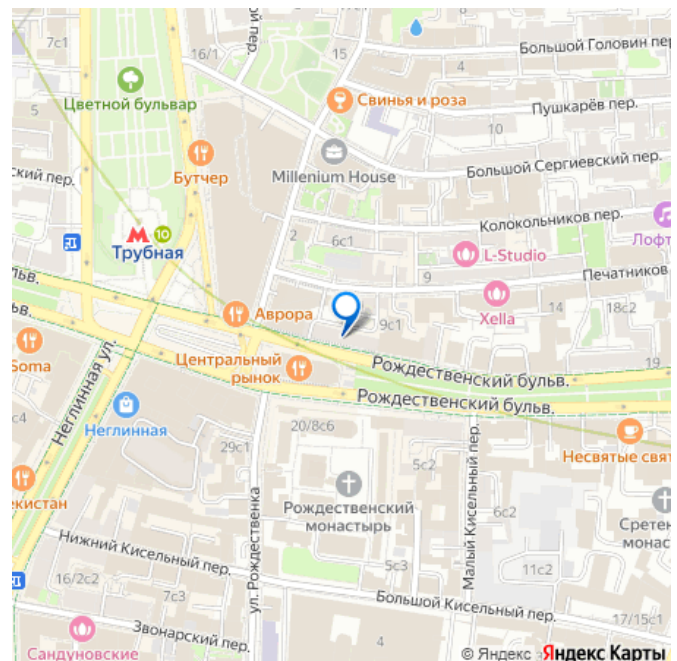 7с1
16/1
15
Большой Головин пер
4
Цветной бульвар
Свинья и роза
Пушкарёв пер.
5
10
Бутчер
Millenium House
Большой Сергиевский пер.
ский пер.
Колокольников пер.
М 10
Трубная
2
6с1
L-Studio
Лофт
9
Печатников
Xella
14
18с2
Аврора
9с1
Рождественский бульв.
19
Soma
Центральный
рынок
Рождественский бульв.
Неглинная ул.
Неглинная
с4
29с1
20/8с6
5с2
Малый Кисельный пер.
Несвятые свят
екистан
Рождественский
монастырь
6с2
Сретен
монас
ул. Рождественка
Нижний Кисельный пер.
5с3
11с2
16/2с2
7с3
Большой Кисельный пер.
17/15с1
Звонарский пер.
4
Сандуновские
© Яндекс Яндекс Карты